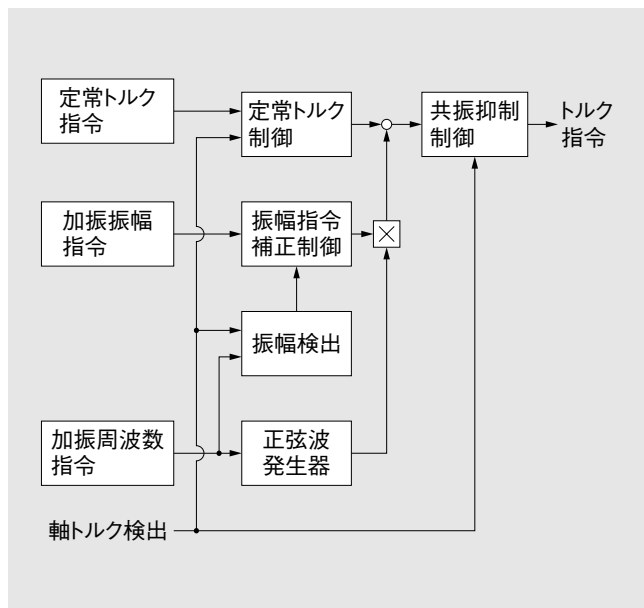 定常トルク
指令
定常トルク
制御
共振抑制
制御
トルク
指令
加振振幅
指令
振幅指令
補正制御
×
振幅検出
加振周波数
指令
正弦波
発生器
軸トルク検出